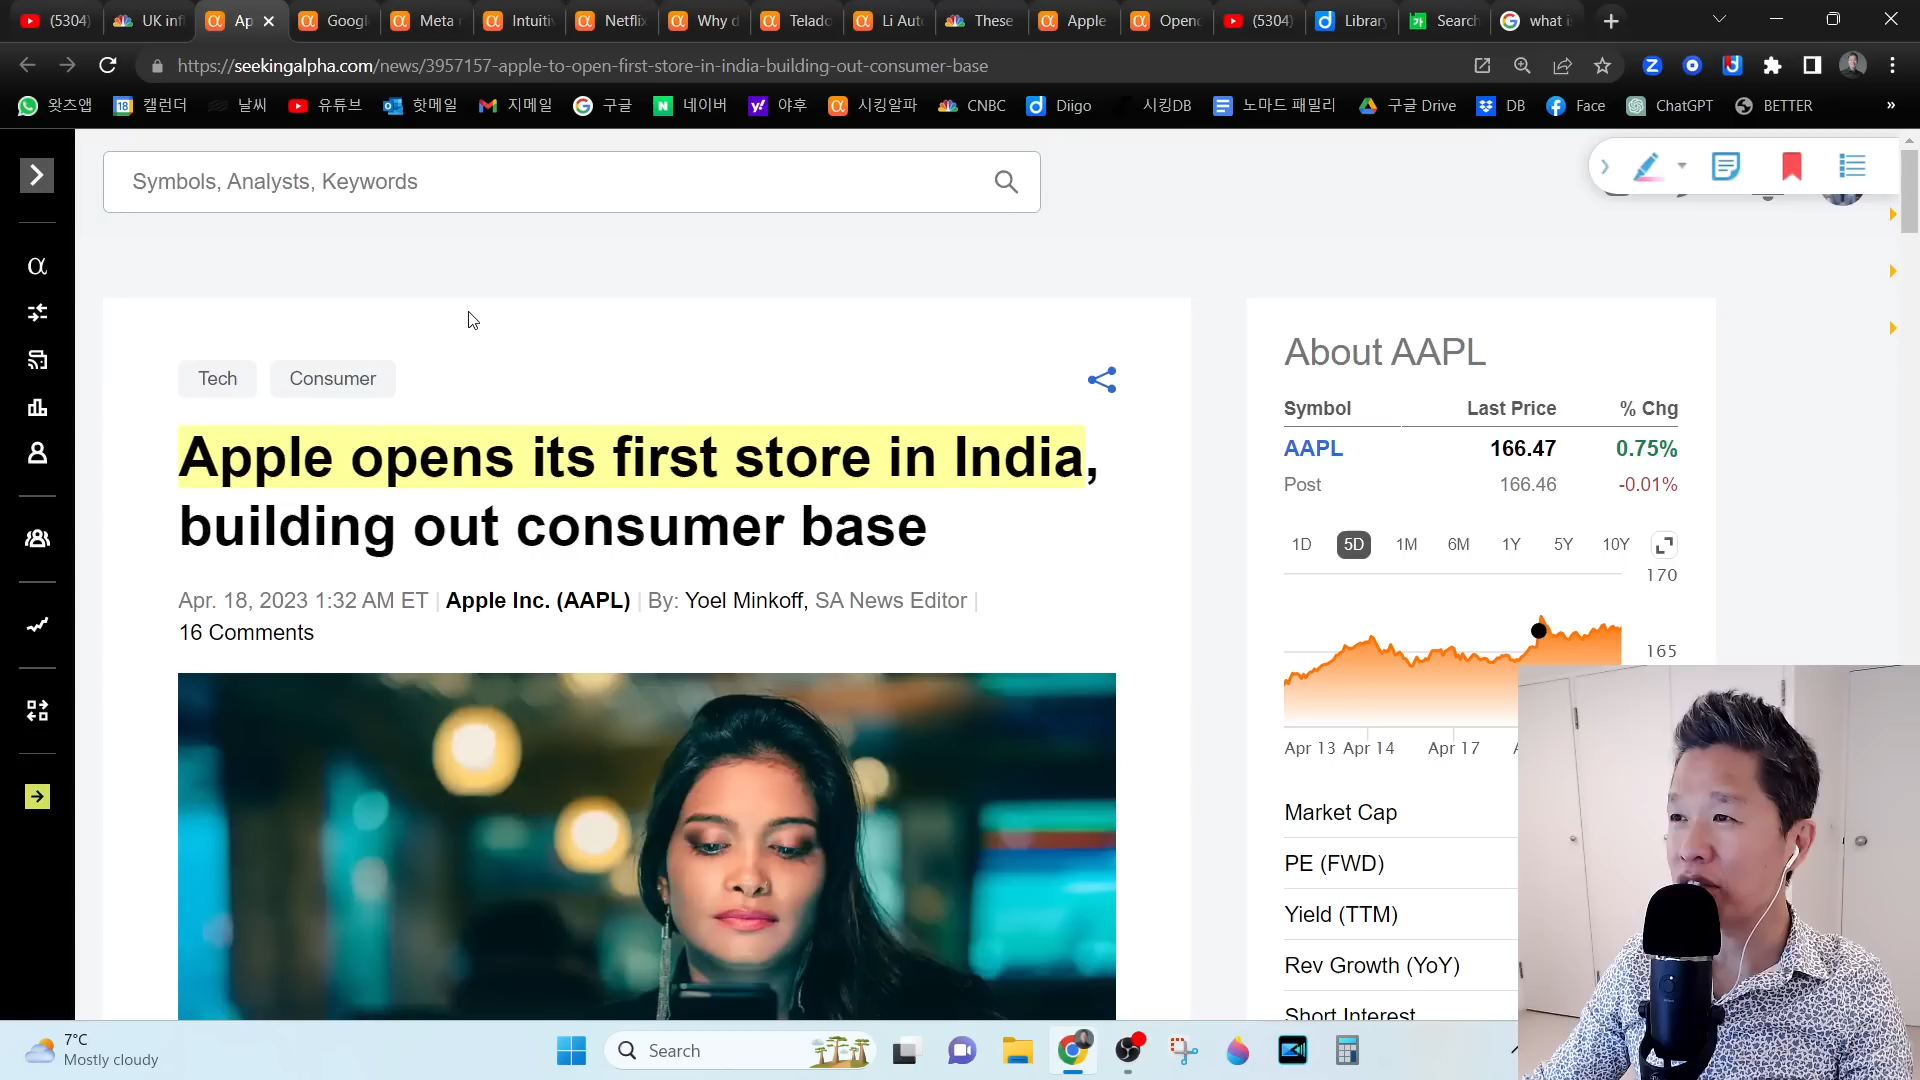 (5304)
UK inf
Ap
Googl
Meta
Intuiti
Netflix
Why d
Telado
Li Aut
These
Apple
Openc
(5304)
Library
Search
what i
https://seekingalpha.com/news/3957157-apple-to-open-first-store-in-india-building-out-consumer-base
왓츠앱
캘런더
날씨
유튜브
핫메일
지메일
구글
네이버
야후
시킹알파
CNBC
Diigo
시킹DB
노마드 패밀리
구글 Drive
DB
Face
ChatGPT
BETTER
Symbols, Analysts, Keywords
Tech
Consumer
Apple opens its first store in India,
building out consumer base
Apr. 18, 2023 1:32 AM ET | Apple Inc. (AAPL) | By: Yoel Minkoff, SA News Editor |
16 Comments
About AAPL
Symbol Last Price % Chg
AAPL 166.47 0.75%
Post 166.46 -0.01%
1D 5D 1M 6M 1Y 5Y 10Y
170
165
Apr 13 Apr 14 Apr 17
Market Cap
PE (FWD)
Yield (TTM)
Rev Growth (YoY)
Short Interest
7°C
Mostly cloudy
Search